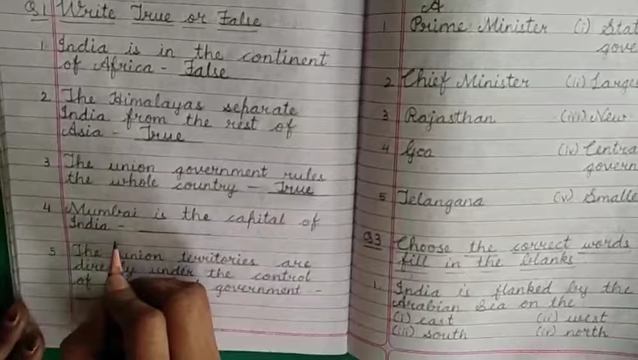 Q1 Write True or False
1. India is in the continent
of Africa - False
2 The Himalayas separate
India from the rest of
Asia - True
3 The union government rules
the whole country - True
4 Mumbai is the capital of
India -
5 The union territories are
under the control
of government -
A
1 Prime Minister (i)
2 Chief Minister (ii)
3 Rajasthan (iii) New
4 Goa (iv)
5 Telangana (v)
Q3 Choose the correct words
fill in the blanks
1. India is flanked by the
Arabian Sea on the
(i) east (ii) west
(iii) south (iv) north